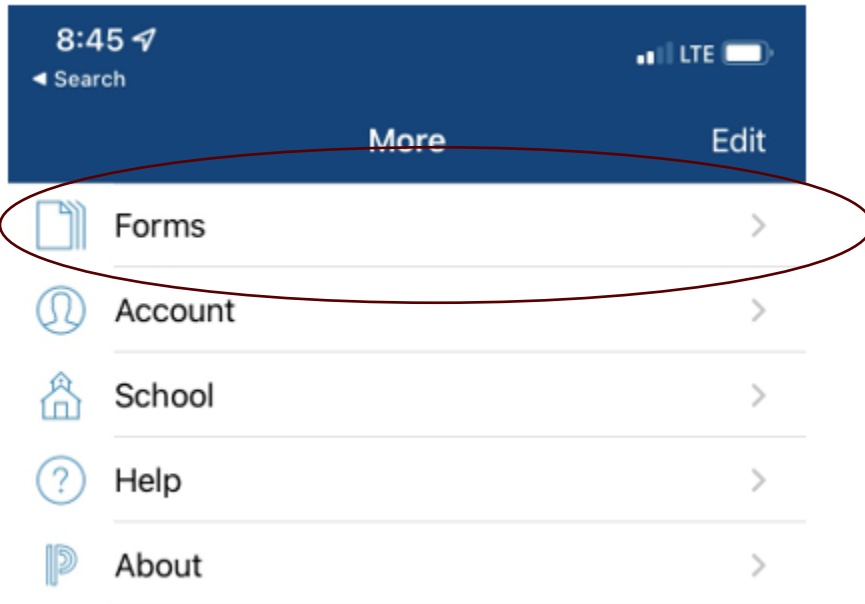 8:45
◀ Search
LTE
More
Edit
Forms
Account
School
Help
About